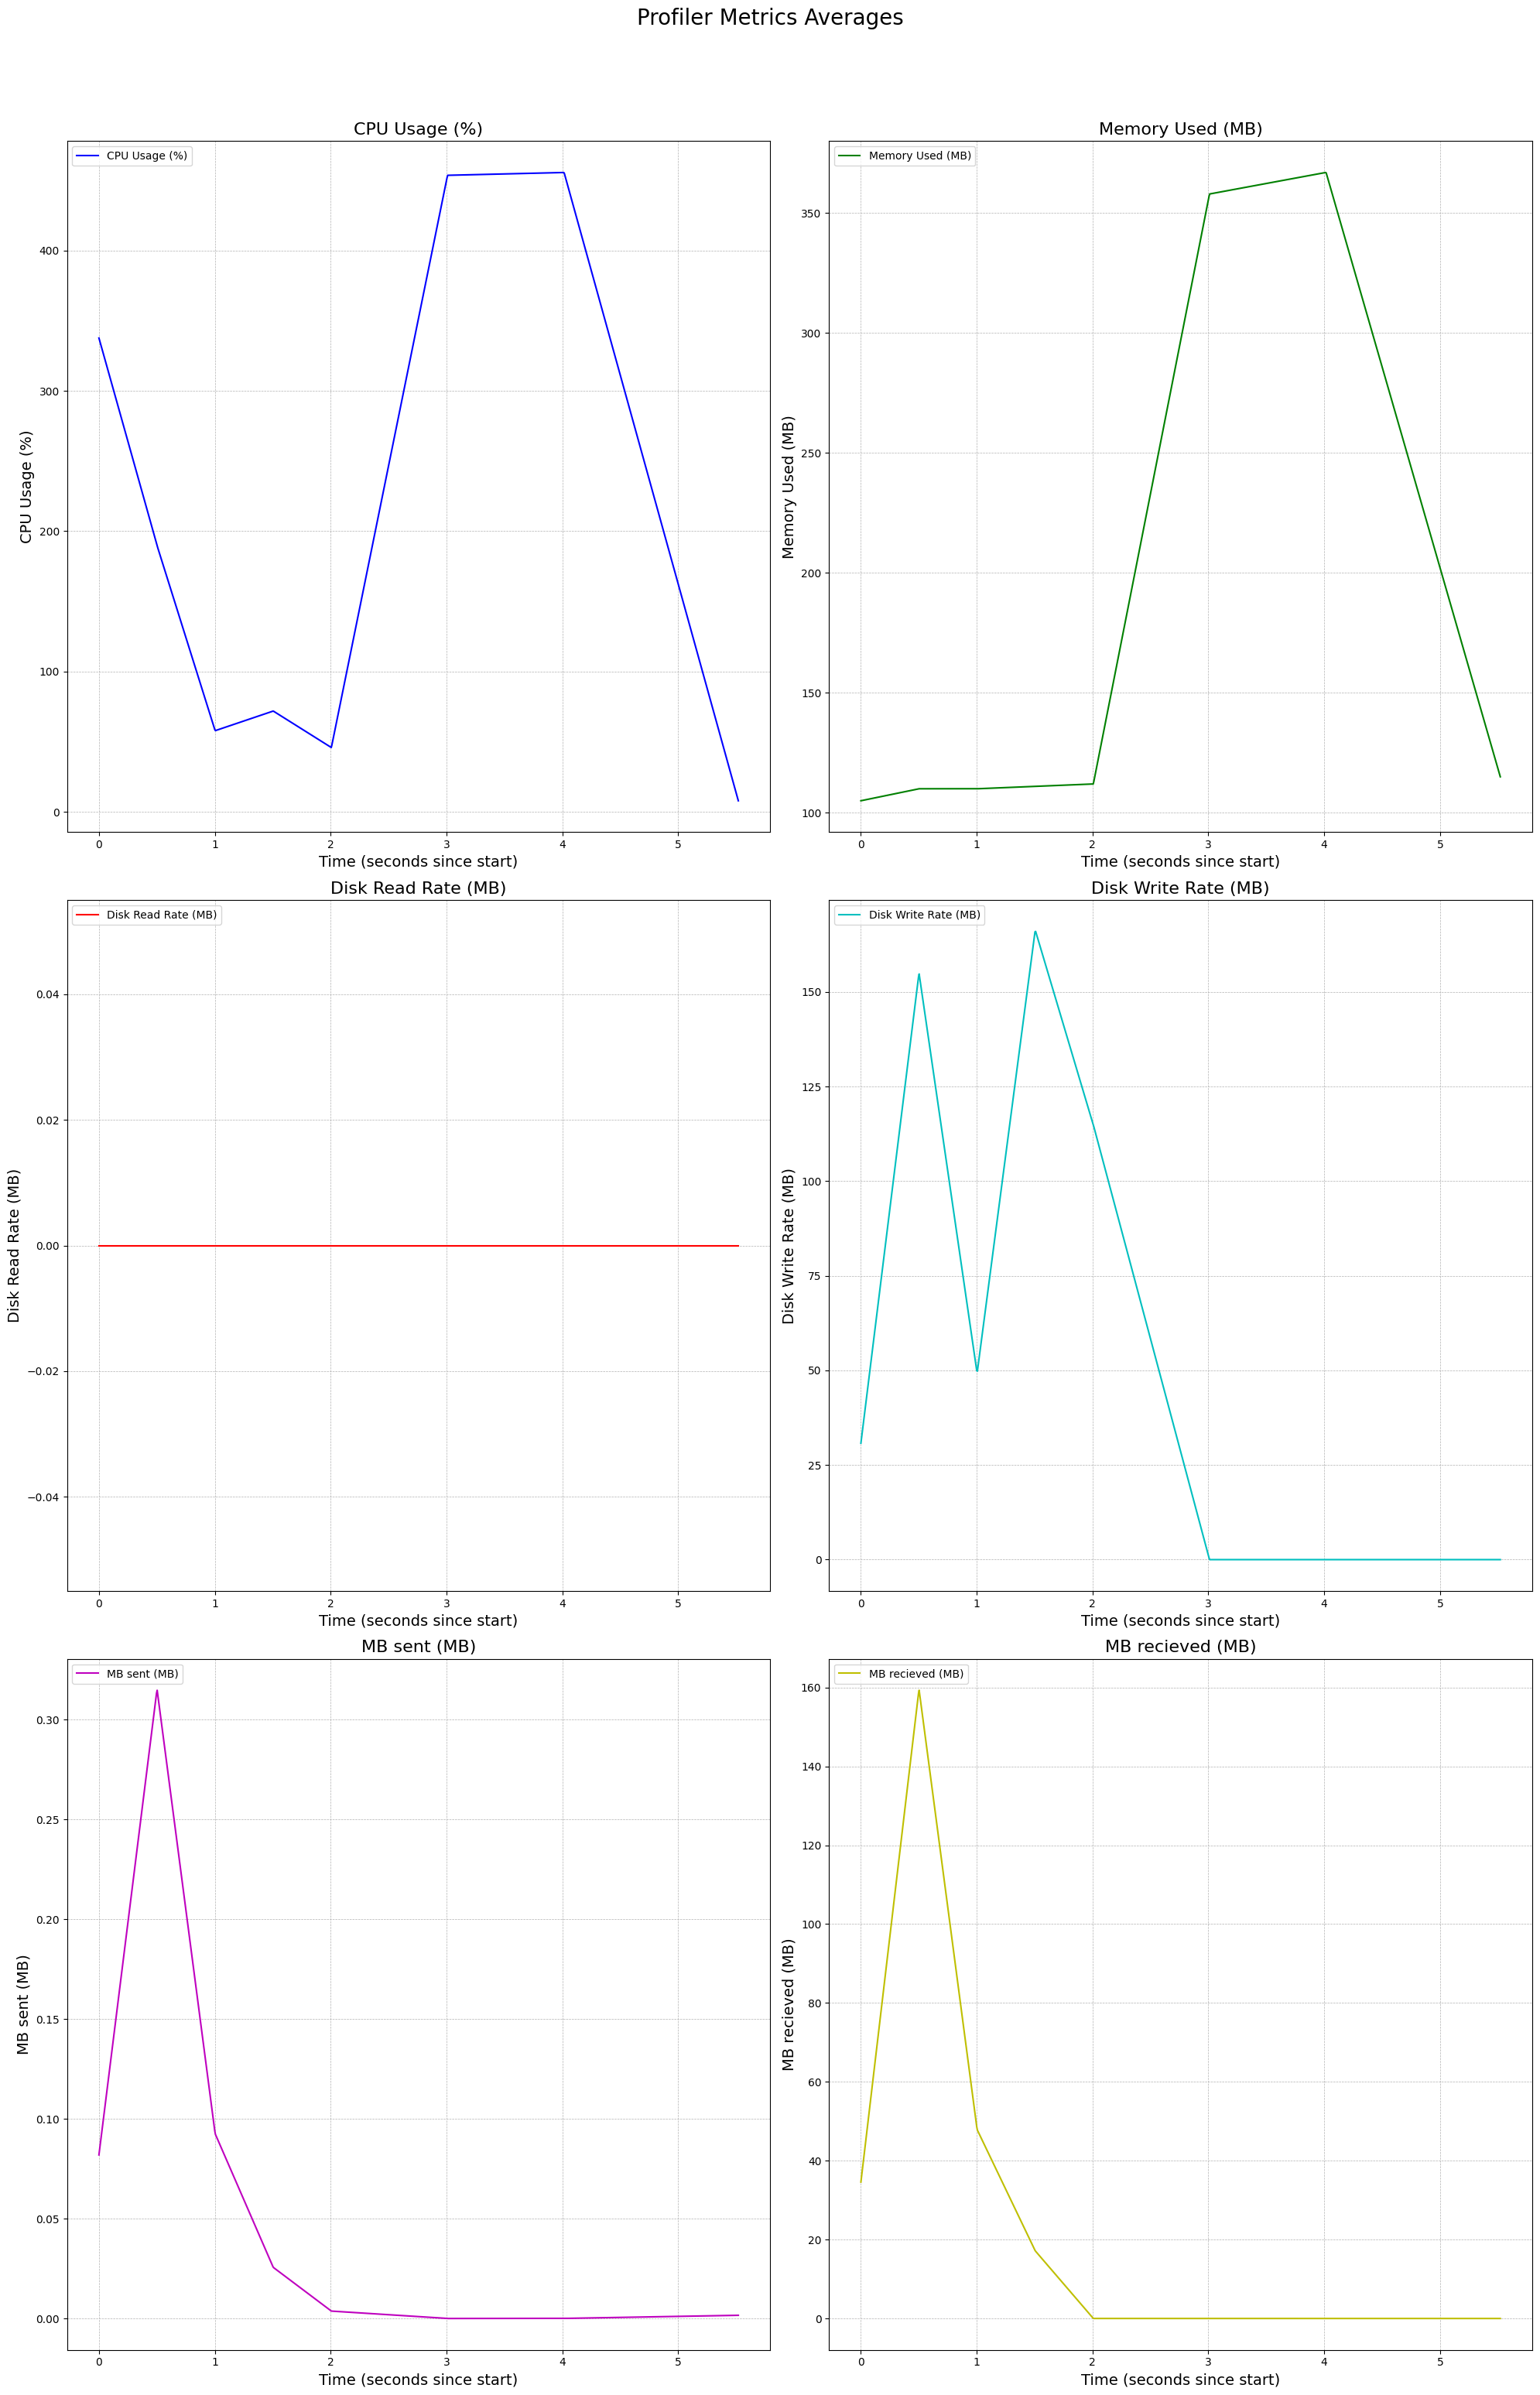 Profiler Metrics Averages
CPU Usage (%)
CPU Usage (%)
CPU Usage (%)
0
100
200
300
400
0 1 2 3 4 5
Time (seconds since start)
Memory Used (MB)
Memory Used (MB)
Memory Used (MB)
100
150
200
250
300
350
0 1 2 3 4 5
Time (seconds since start)
Disk Read Rate (MB)
Disk Read Rate (MB)
Disk Read Rate (MB)
−0.04
−0.02
0.00
0.02
0.04
0 1 2 3 4 5
Time (seconds since start)
Disk Write Rate (MB)
Disk Write Rate (MB)
Disk Write Rate (MB)
0
25
50
75
100
125
150
0 1 2 3 4 5
Time (seconds since start)
MB sent (MB)
MB sent (MB)
MB sent (MB)
0.00
0.05
0.10
0.15
0.20
0.25
0.30
0 1 2 3 4 5
Time (seconds since start)
MB recieved (MB)
MB recieved (MB)
MB recieved (MB)
0
20
40
60
80
100
120
140
160
0 1 2 3 4 5
Time (seconds since start)